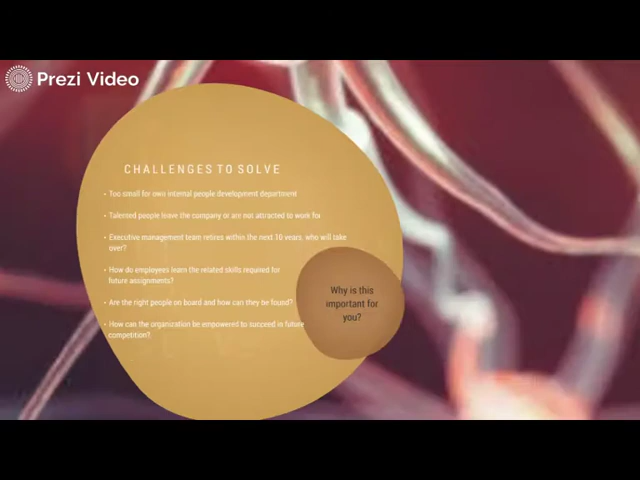 Prezi Video
CHALLENGES TO SOLVE
• Too small for own internal people development department
• Talented people leave the company or are not attracted to work for
• Executive management team retires within the next 10 years, who will take
over?
• How do employees learn the related skills required for
future assignments?
• Are the right people on board and how can they be found?
• How can the organization be empowered to succeed in future
competition?
Why is this
important for
you?